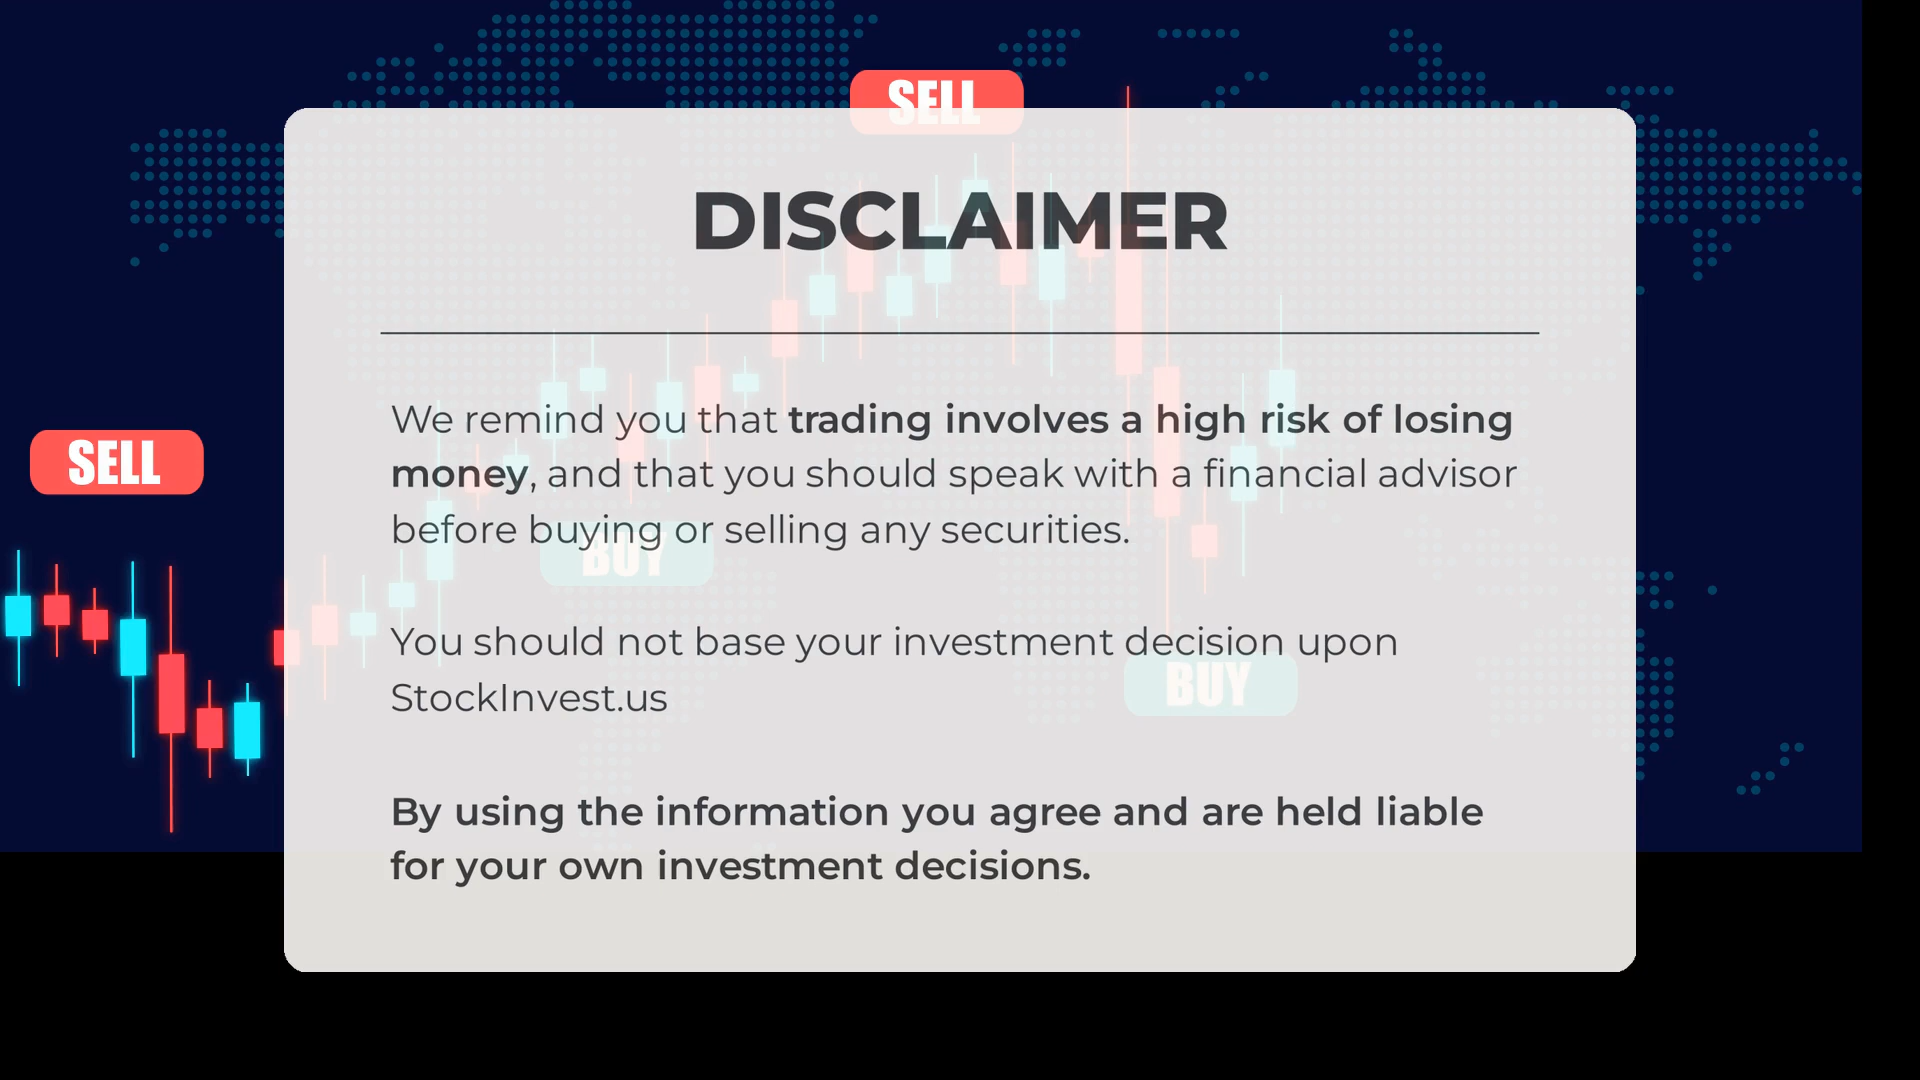 SELL
DISCLAIMER
We remind you that trading involves a high risk of losing
money, and that you should speak with a financial advisor
before buying or selling any securities.
SELL
BUY
You should not base your investment decision upon
StockInvest.us
BUY
By using the information you agree and are held liable
for your own investment decisions.